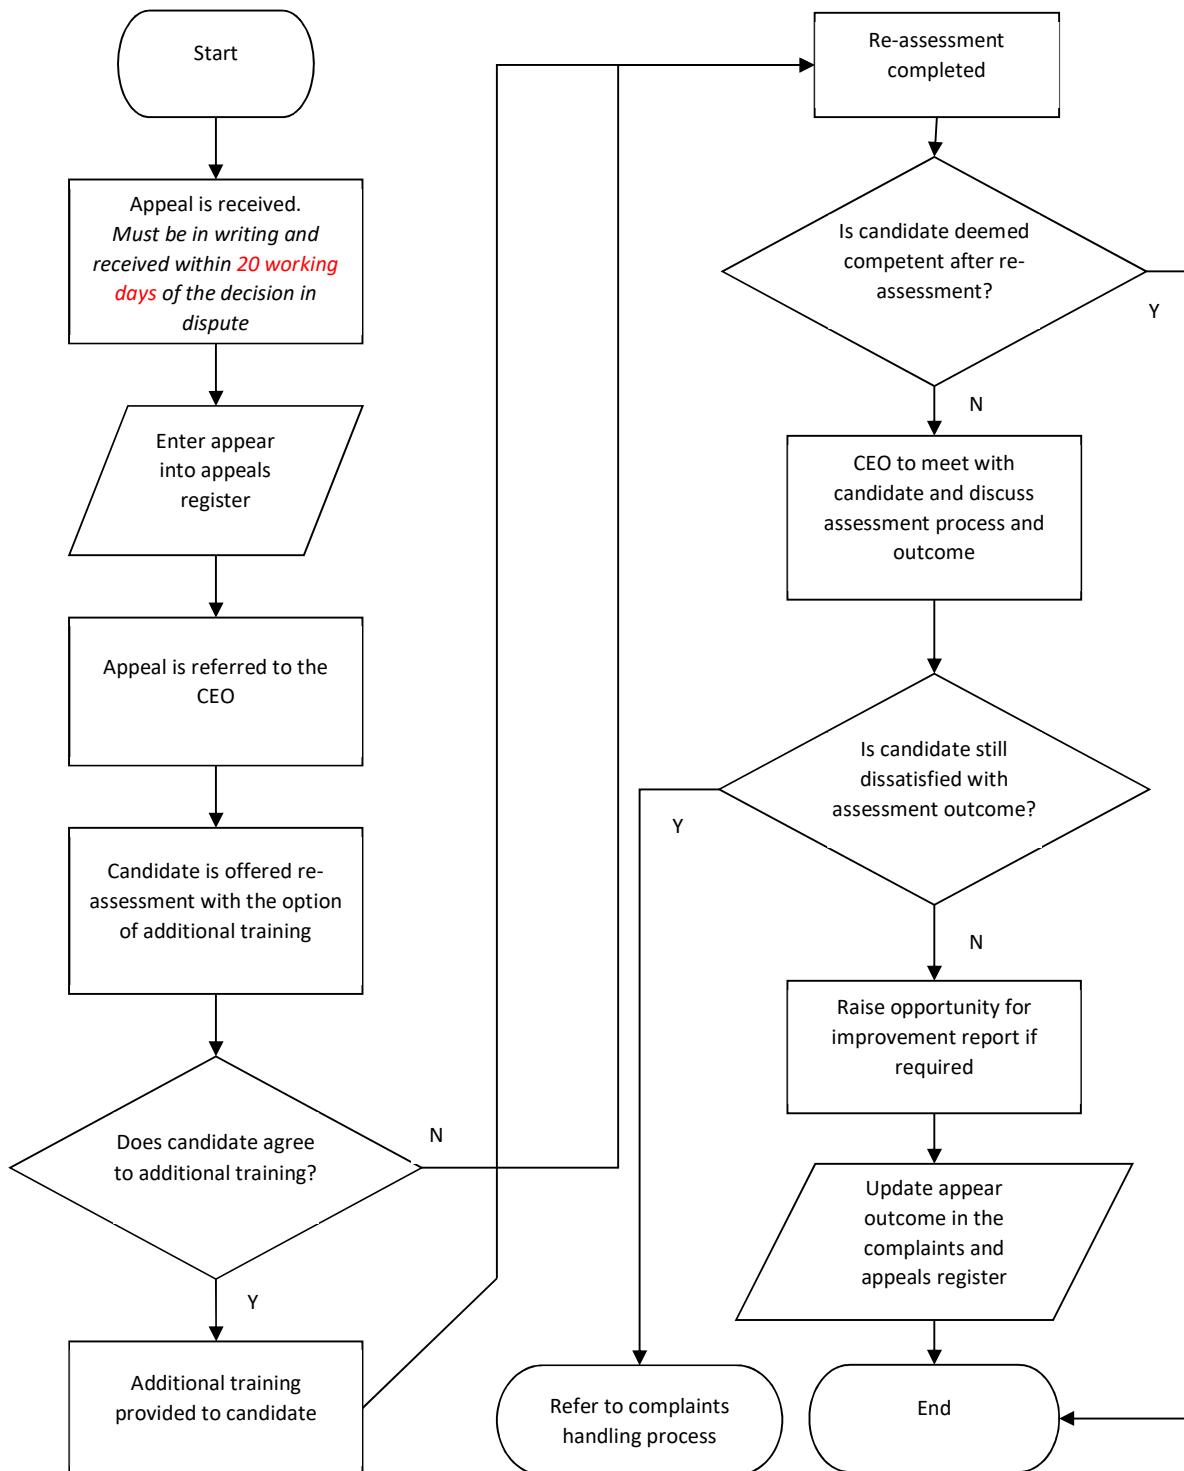 Start
Appeal is received.
Must be in writing and
received within 20 working
days of the decision in
dispute
Enter appear
into appeals
register
Appeal is referred to the
CEO
Candidate is offered re-
assessment with the option
of additional training
Does candidate agree
to additional training?
N
Y
Additional training
provided to candidate
Re-assessment
completed
Is candidate deemed
competent after re-
assessment?
Y
N
CEO to meet with
candidate and discuss
assessment process and
outcome
Is candidate still
dissatisfied with
assessment outcome?
Y
N
Raise opportunity for
improvement report if
required
Update appear
outcome in the
complaints and
appeals register
Refer to complaints
handling process
End